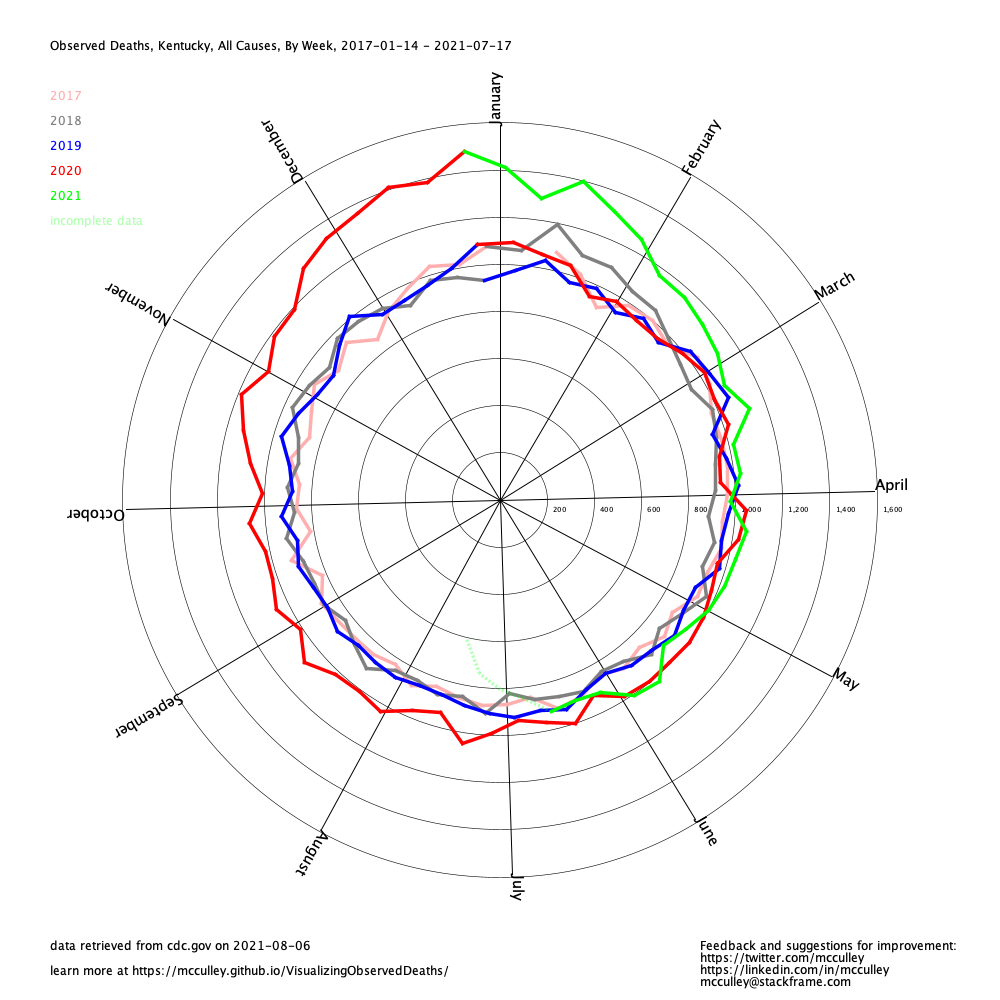 Observed Deaths, Kentucky, All Causes, By Week, 2017-01-14 - 2021-07-17
January
2017
2018
2019
2020
2021
incomplete data
December
February
November
March
October
April
200
400
600
800
1,000
1,200
1,400
1,600
September
May
August
June
July
data retrieved from cdc.gov on 2021-08-06
learn more at https://mcculley.github.io/VisualizingObservedDeaths/
Feedback and suggestions for improvement:
https://twitter.com/mcculley
https://linkedin.com/in/mcculley
mcculley@stackframe.com